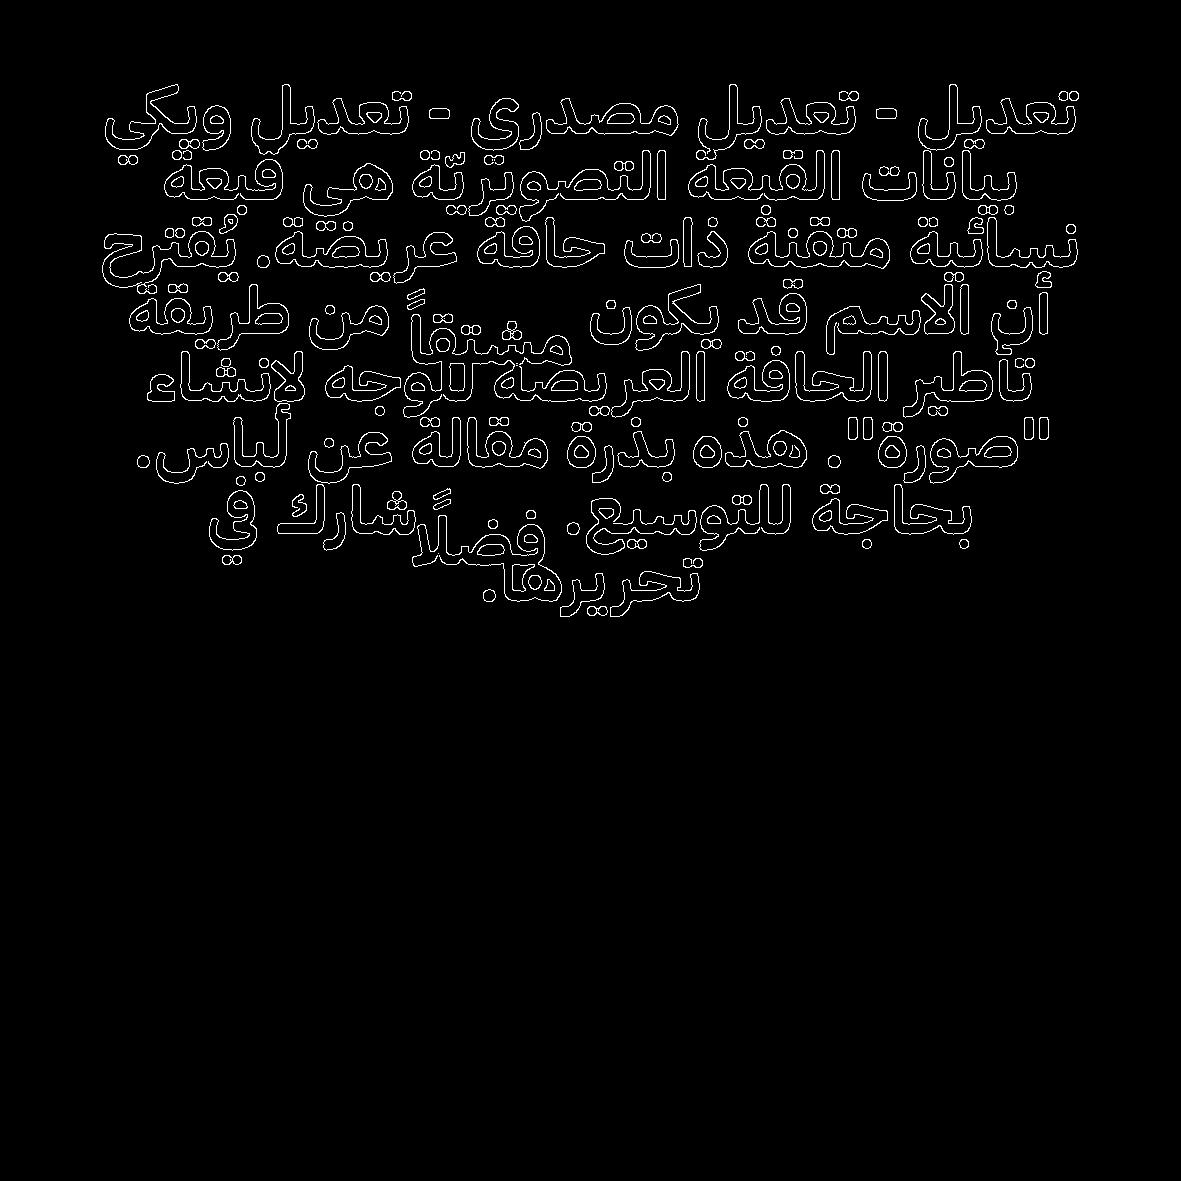 تعديل - تعديل مصدري - تعديل ويكي
بيانات القبعة التصويريّة هي قبعة
نسائية متقنة ذات حافة عريضة. يُقترح
أن الاسم قد يكون مشتقاً من طريقة
تأطير الحافة العريضة للوجه لإنشاء
"صورة". هذه بذرة مقالة عن لباس.
بحاجة للتوسيع. فضلًا شارك في
تحريرها.